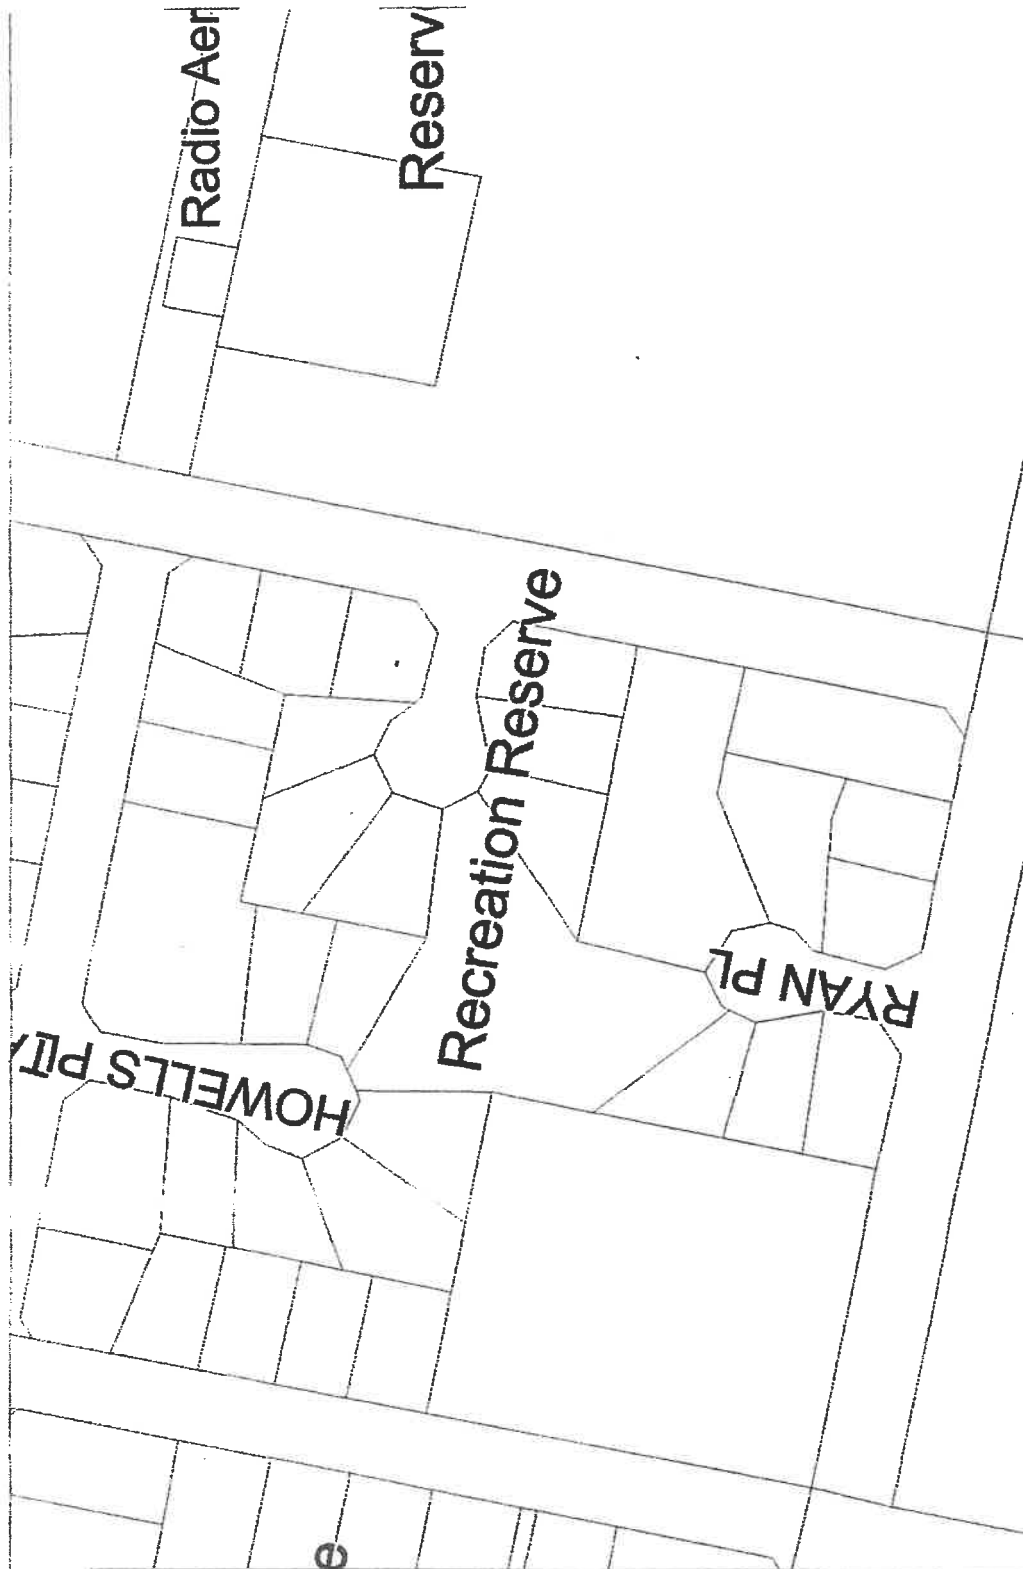 Radio Aer
Reserv
Recreation Reserve
RYAN PL
HOWELLS PL
e